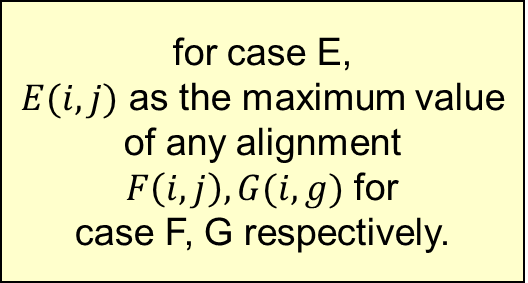 for case E,
E(i,j) as the maximum value
of any alignment
F(i,j),G(i,g) for
case F, G respectively.